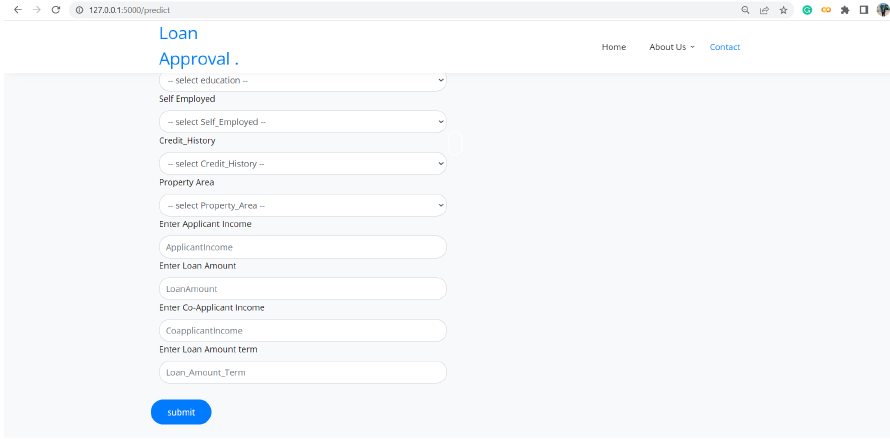 127.0.0.1:5000/predict
Loan
Approval .
Home About Us Contact
-- select education --
Self Employed
-- select Self_Employed --
Credit_History
-- select Credit_History --
Property Area
-- select Property_Area --
Enter Applicant Income
ApplicantIncome
Enter Loan Amount
LoanAmount
Enter Co-Applicant Income
CoapplicantIncome
Enter Loan Amount term
Loan_Amount_Term
submit